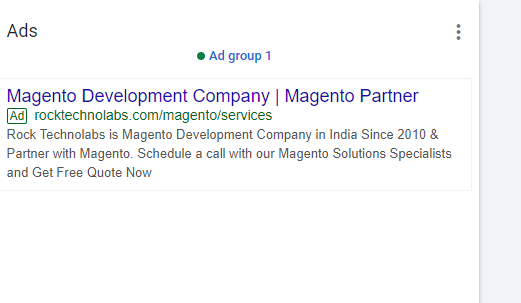 Ads
Ad group 1
Magento Development Company | Magento Partner
Ad rocktechnolabs.com/magento/services
Rock Technolabs is Magento Development Company in India Since 2010 &
Partner with Magento. Schedule a call with our Magento Solutions Specialists
and Get Free Quote Now